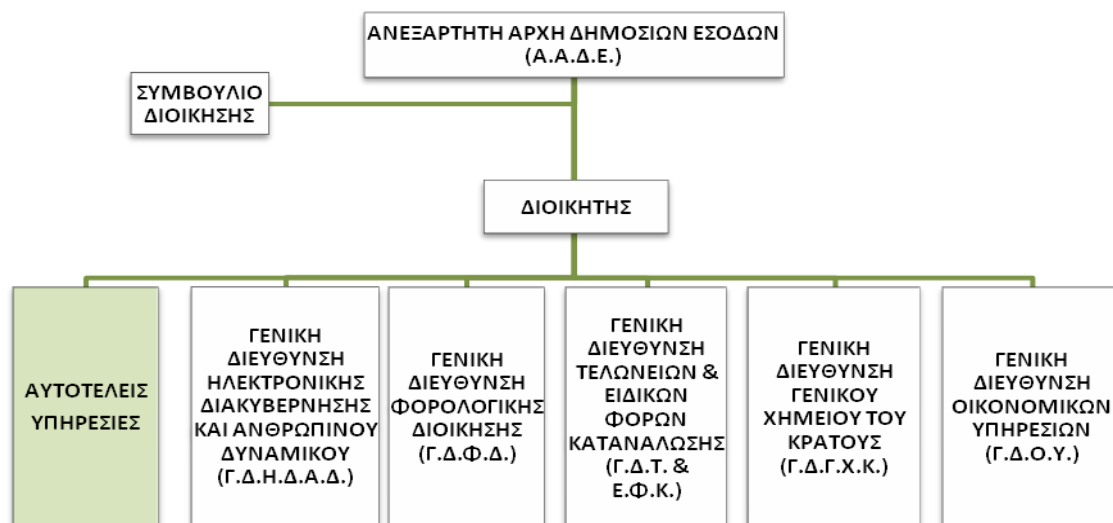 ΑΝΕΞΑΡΤΗΤΗ ΑΡΧΗ ΔΗΜΟΣΙΩΝ ΕΣΟΔΩΝ
(Α.Α.Δ.Ε.)
ΣΥΜΒΟΥΛΙΟ
ΔΙΟΙΚΗΣΗΣ
ΔΙΟΙΚΗΤΗΣ
ΑΥΤΟΤΕΛΕΙΣ
ΥΠΗΡΕΣΙΕΣ
ΓΕΝΙΚΗ
ΔΙΕΥΘΥΝΣΗ
ΗΛΕΚΤΡΟΝΙΚΗΣ
ΔΙΑΚΥΒΕΡΝΗΣΗΣ
ΚΑΙ ΑΝΘΡΩΠΙΝΟΥ
ΔΥΝΑΜΙΚΟΥ
(Γ.Δ.Η.Δ.Α.Δ.)
ΓΕΝΙΚΗ
ΔΙΕΥΘΥΝΣΗ
ΦΟΡΟΛΟΓΙΚΗΣ
ΔΙΟΙΚΗΣΗΣ
(Γ.Δ.Φ.Δ.)
ΓΕΝΙΚΗ
ΔΙΕΥΘΥΝΣΗ
ΤΕΛΩΝΕΙΩΝ &
ΕΙΔΙΚΩΝ
ΦΟΡΩΝ
ΚΑΤΑΝΑΛΩΣΗΣ
(Γ.Δ.Τ. &
Ε.Φ.Κ.)
ΓΕΝΙΚΗ
ΔΙΕΥΘΥΝΣΗ
ΓΕΝΙΚΟΥ
ΧΗΜΕΙΟΥ ΤΟΥ
ΚΡΑΤΟΥΣ
(Γ.Δ.Γ.Χ.Κ.)
ΓΕΝΙΚΗ
ΔΙΕΥΘΥΝΣΗ
ΟΙΚΟΝΟΜΙΚΩΝ
ΥΠΗΡΕΣΙΩΝ
(Γ.Δ.Ο.Υ.)